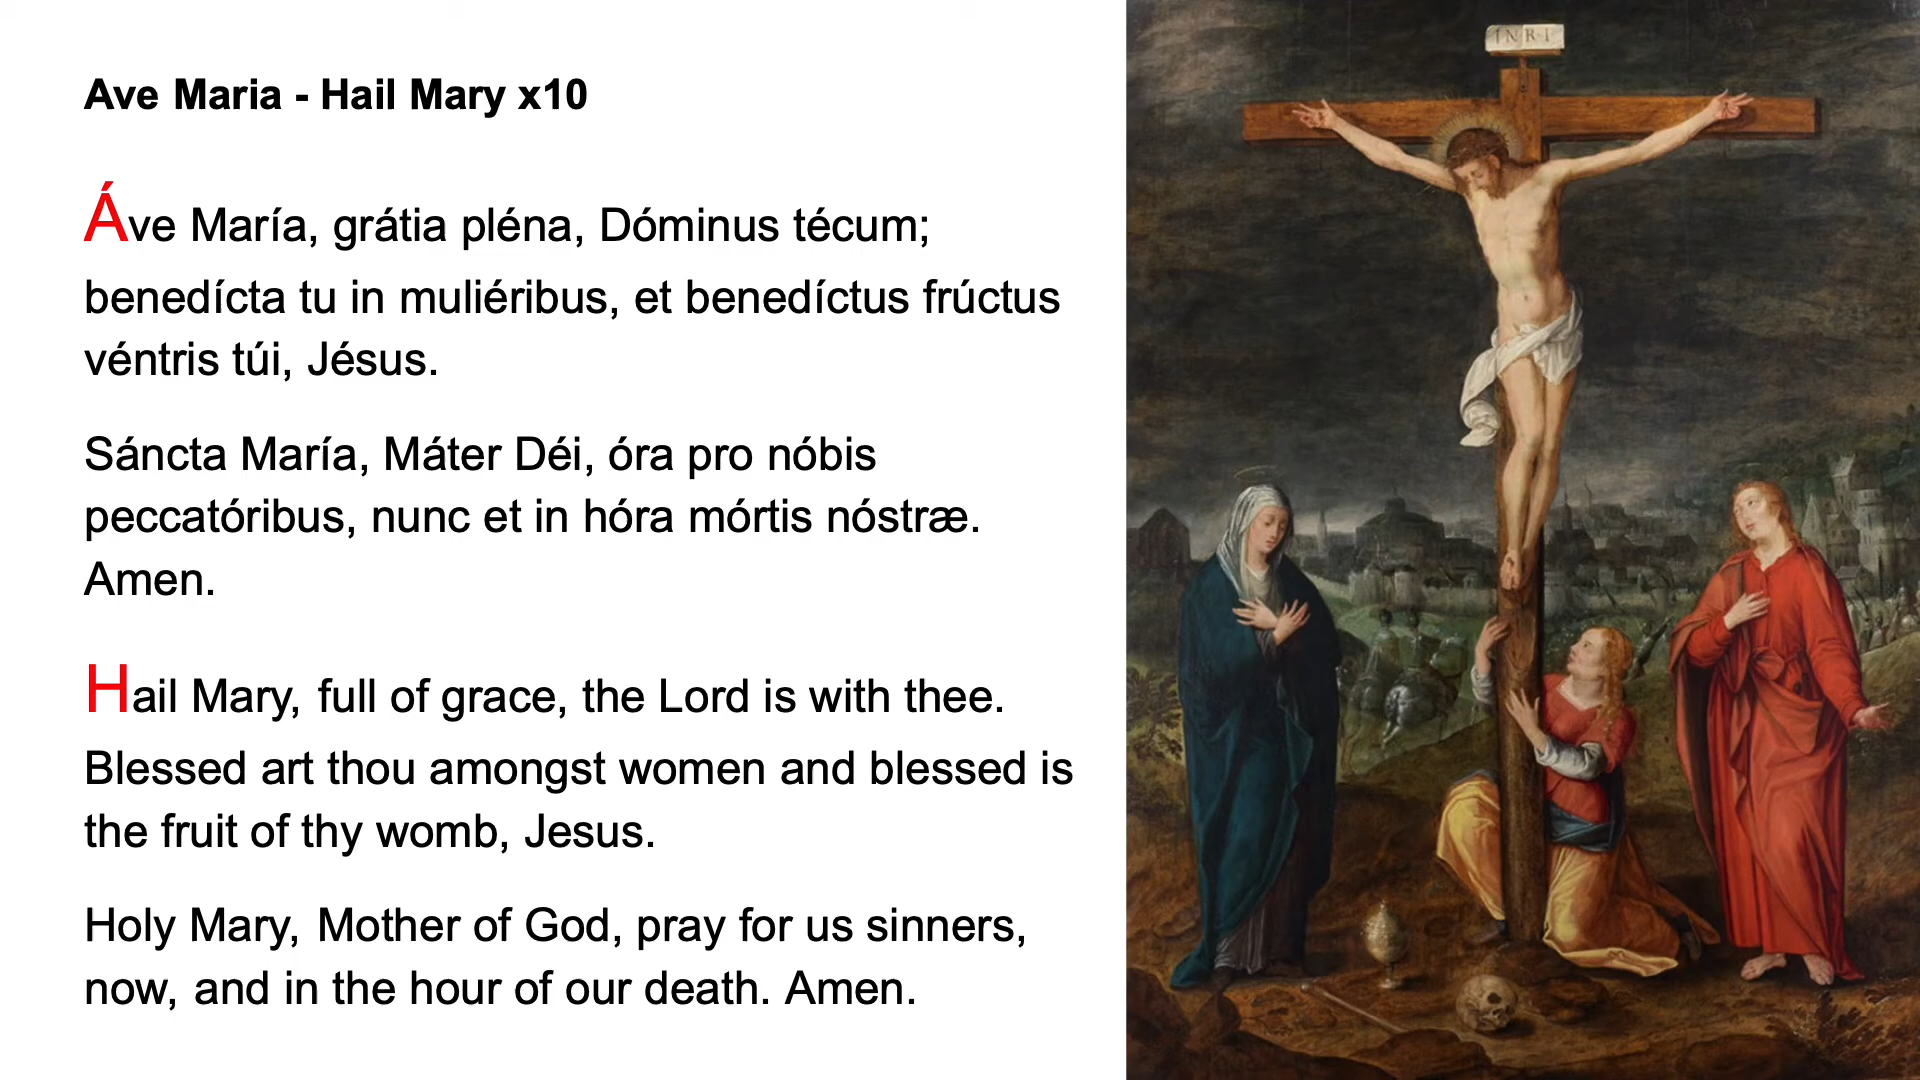 Ave Maria - Hail Mary x10
Áve María, grátia pléna, Dóminus técum;
benedícta tu in muliéribus, et benedíctus frúctus
véntris túi, Jésus.
Sáncta María, Máter Déi, óra pro nóbis
peccatóribus, nunc et in hóra mórtis nóstræ.
Amen.
Hail Mary, full of grace, the Lord is with thee.
Blessed art thou amongst women and blessed is
the fruit of thy womb, Jesus.
Holy Mary, Mother of God, pray for us sinners,
now, and in the hour of our death. Amen.
INRI